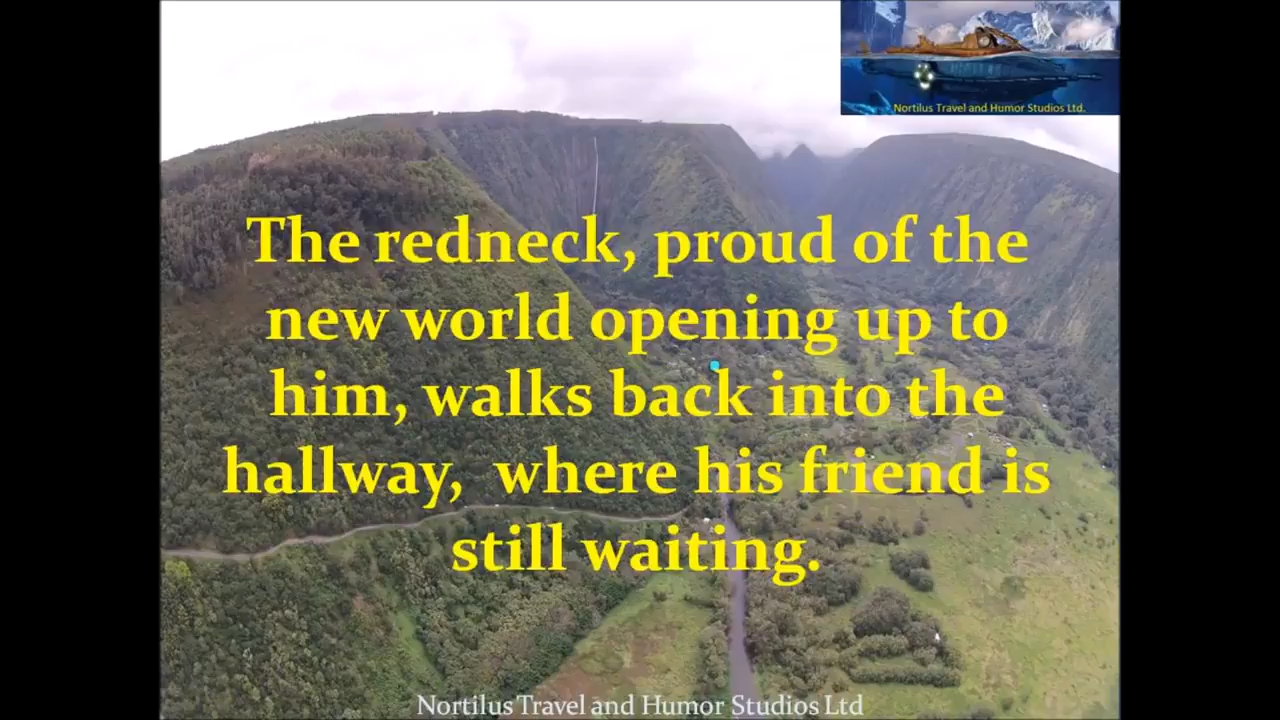 Nortilus Travel and Humor Studios Ltd.
The redneck, proud of the
new world opening up to
him, walks back into the
hallway, where his friend is
still waiting.
Nortilus Travel and Humor Studios Ltd